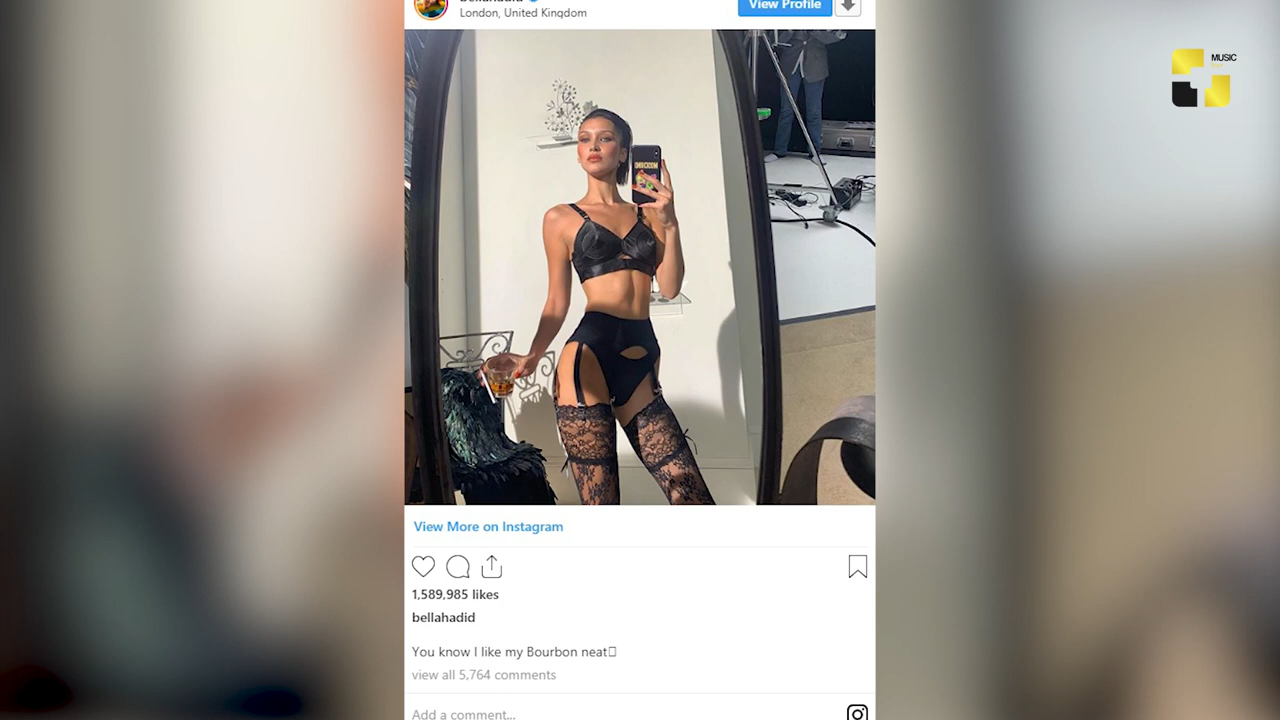 bellahadid
London, United Kingdom
View Profile
MUSIC
View More on Instagram
1,589,985 likes
bellahadid
You know I like my Bourbon neat
view all 5,764 comments
Add a comment...